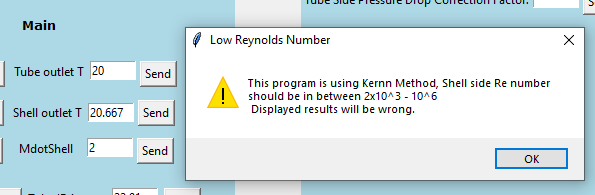 Tube Side Pressure Drop Correction Factor:
Main
Low Reynolds Number
Tube outlet T 20 Send
This program is using Kernn Method, Shell side Re number
should be in between 2x10^3 - 10^6
Displayed results will be wrong.
Shell outlet T 20.667 Send
MdotShell 2 Send
OK